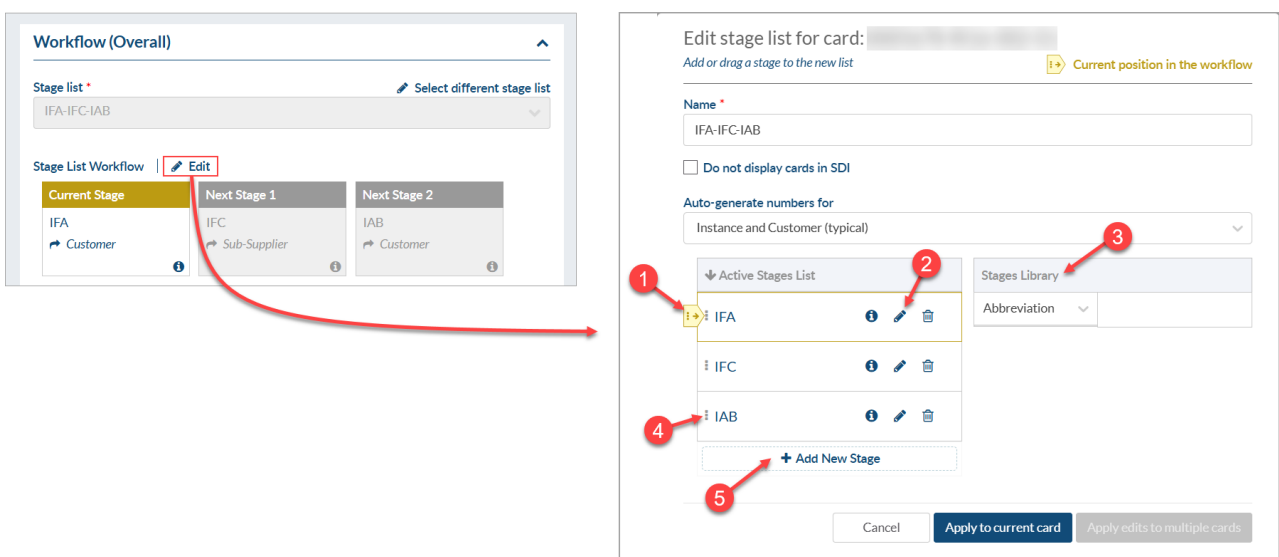 Workflow (Overall)
Stage list *
Select different stage list
IFA-IFC-IAB
Stage List Workflow | Edit
Current Stage
Next Stage 1
Next Stage 2
IFA
IFC
IAB
Customer
Sub-Supplier
Customer
Edit stage list for card:
Add or drag a stage to the new list
Current position in the workflow
Name *
IFA-IFC-IAB
Do not display cards in SDI
Auto-generate numbers for
Instance and Customer (typical)
3
2
1
Active Stages List
Stages Library
IFA
Abbreviation
IFC
IAB
4
+ Add New Stage
5
Cancel
Apply to current card
Apply edits to multiple cards